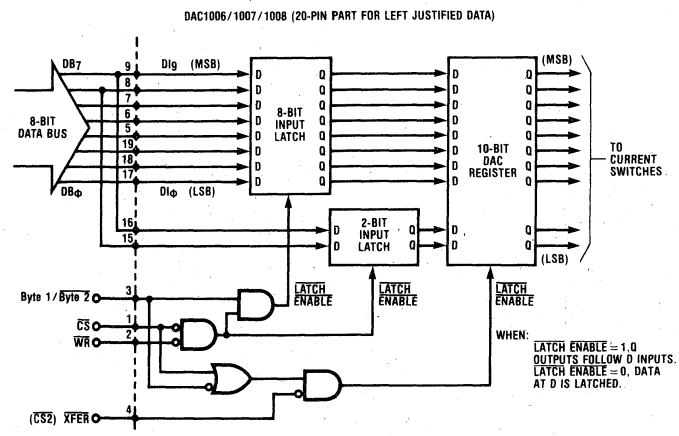 DAC1006/1007/1008 (20-PIN PART FOR LEFT JUSTIFIED DATA)
DB7 9 DI9 (MSB) (MSB)
8
7
6
5
19
18
17
DBΦ DIΦ (LSB)
8-BIT
DATA BUS
D Q
D Q
D Q
D Q
D Q
D Q
D Q
D Q
8-BIT
INPUT
LATCH
D Q
D Q
D Q
D Q
D Q
D Q
D Q
D Q
10-BIT
DAC
REGISTER
TO
CURRENT
SWITCHES
16
15
D Q
D Q
2-BIT
INPUT
LATCH
D Q
D Q
(LSB)
Byte 1/Byte 2 3
LATCH
ENABLE
LATCH
ENABLE
LATCH
ENABLE
CS 1
WR 2
WHEN:
LATCH ENABLE = 1, Q
OUTPUTS FOLLOW D INPUTS.
LATCH ENABLE = 0, DATA
AT D IS LATCHED.
(CS2) XFER 4